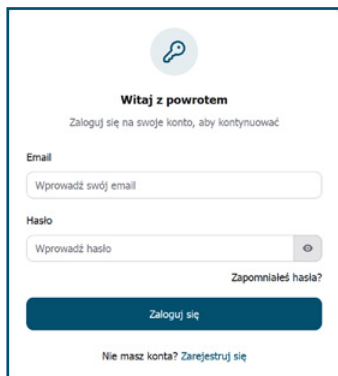 Witaj z powrotem
Zaloguj się na swoje konto, aby kontynuować
Email
Wprowadź swój email
Hasło
Wprowadź hasło
Zapomniałeś hasła?
Zaloguj się
Nie masz konta? Zarejestruj się